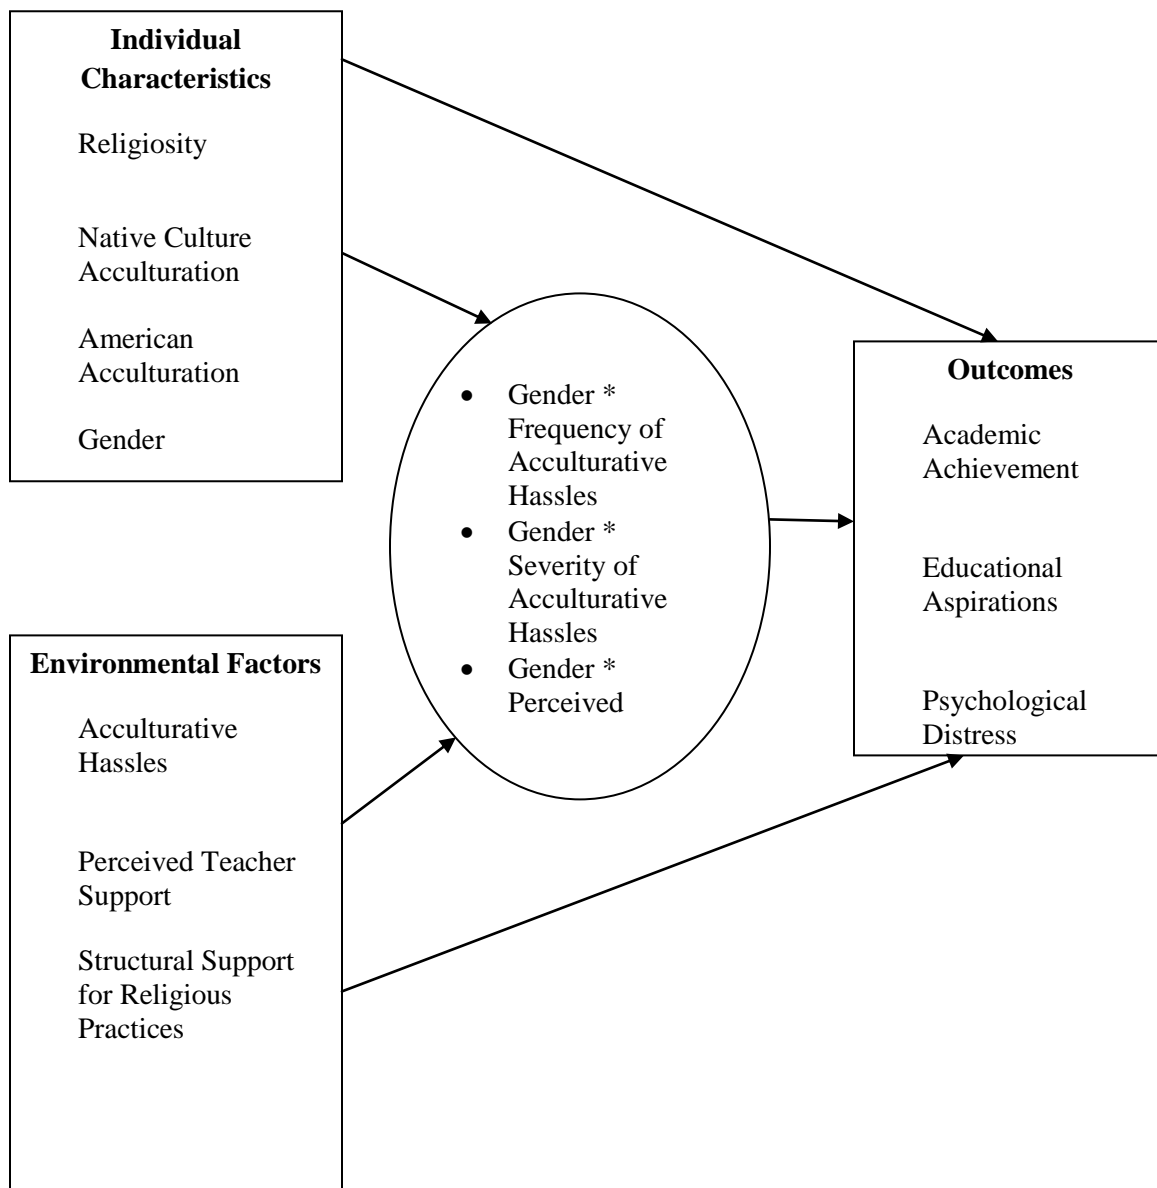 Individual
Characteristics
Religiosity
Native Culture
Acculturation
American
Acculturation
Gender
Environmental Factors
Acculturative
Hassles
Perceived Teacher
Support
Structural Support
for Religious
Practices
• Gender *
Frequency of
Acculturative
Hassles
• Gender *
Severity of
Acculturative
Hassles
• Gender *
Perceived
Outcomes
Academic
Achievement
Educational
Aspirations
Psychological
Distress